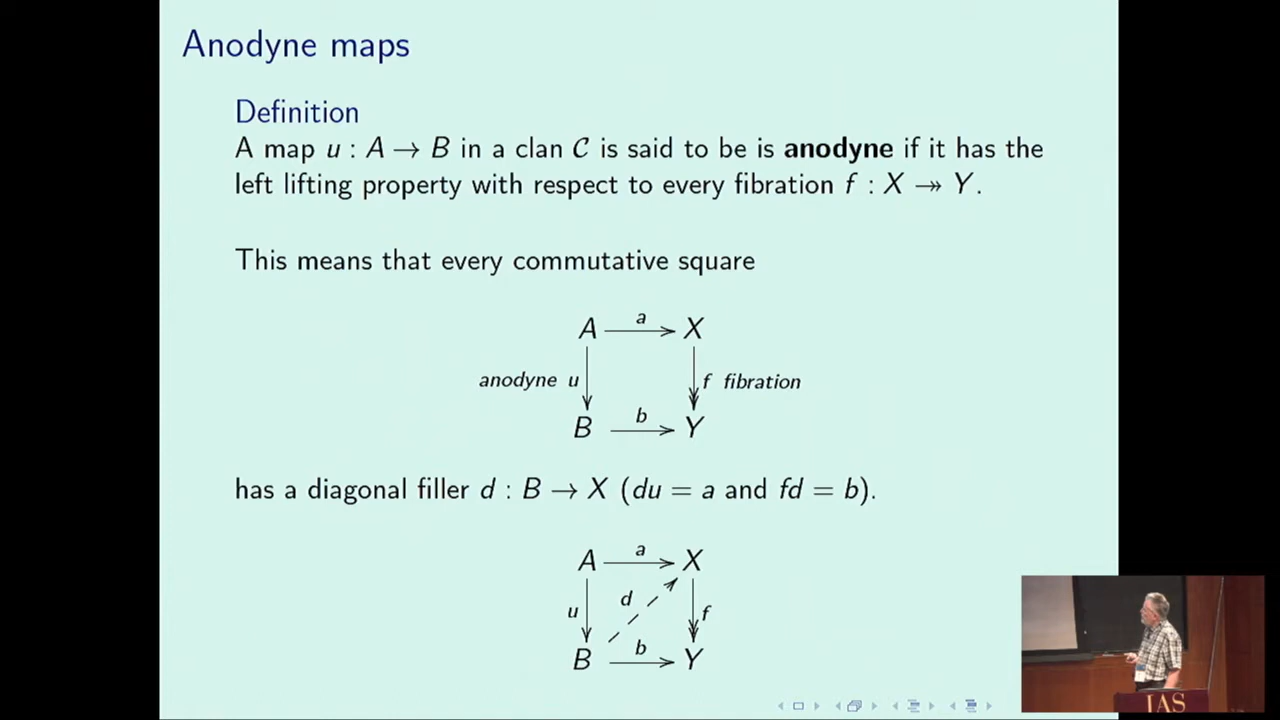 Anodyne maps
Definition
A map u : A → B in a clan 𝒞 is said to be is anodyne if it has the
left lifting property with respect to every fibration f : X ↠ Y.
This means that every commutative square
A a X
anodyne u f fibration
B b Y
has a diagonal filler d : B → X (du = a and fd = b).
A a X
u d f
B b Y
IAS